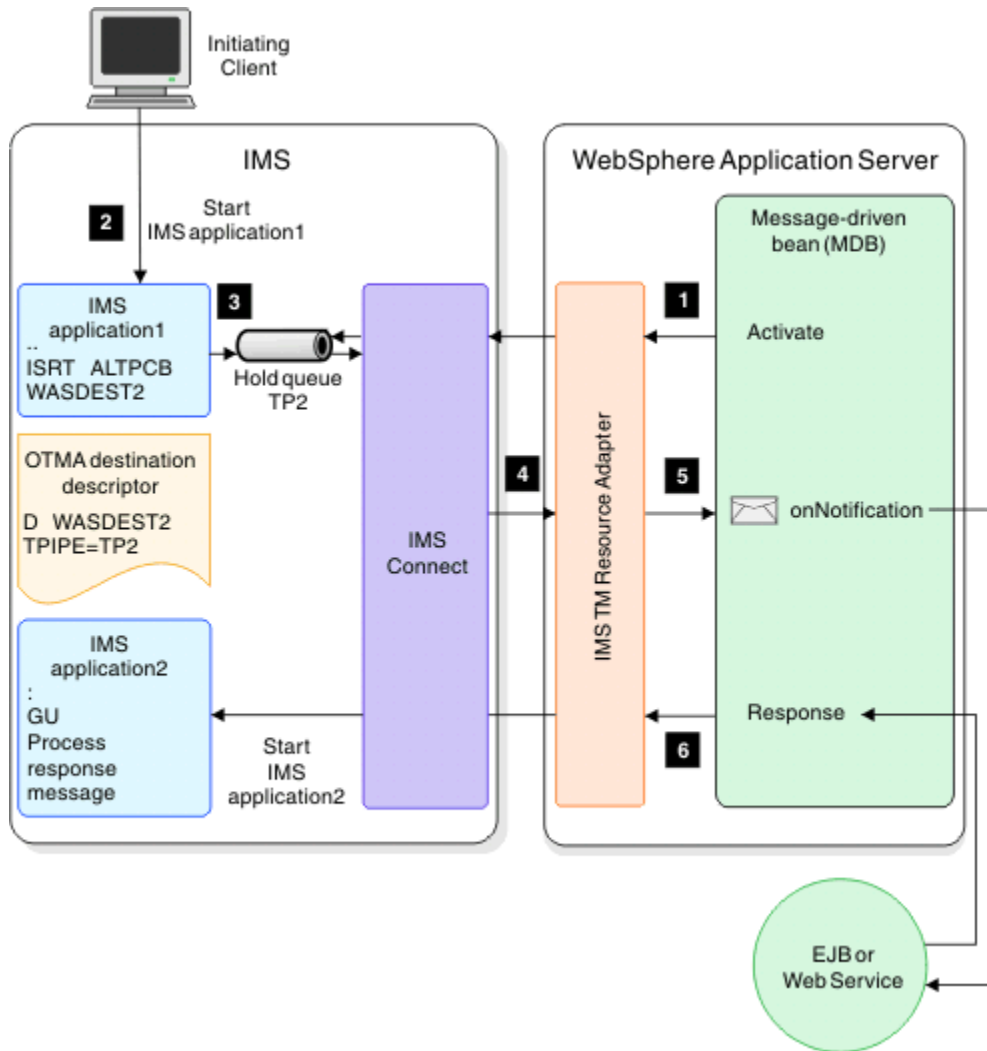 Initiating
Client
IMS
WebSphere Application Server
2
Start
IMS application1
Message-driven
bean (MDB)
IMS
application1
..
ISRT ALTPCB
WASDEST2
3
Hold queue
TP2
1
Activate
OTMA destination
descriptor
D WASDEST2
TPIPE=TP2
IMS
Connect
4
IMS TM Resource Adapter
5
onNotification
IMS
application2
:
GU
Process
response
message
Start
IMS
application2
6
Response
EJB or
Web Service